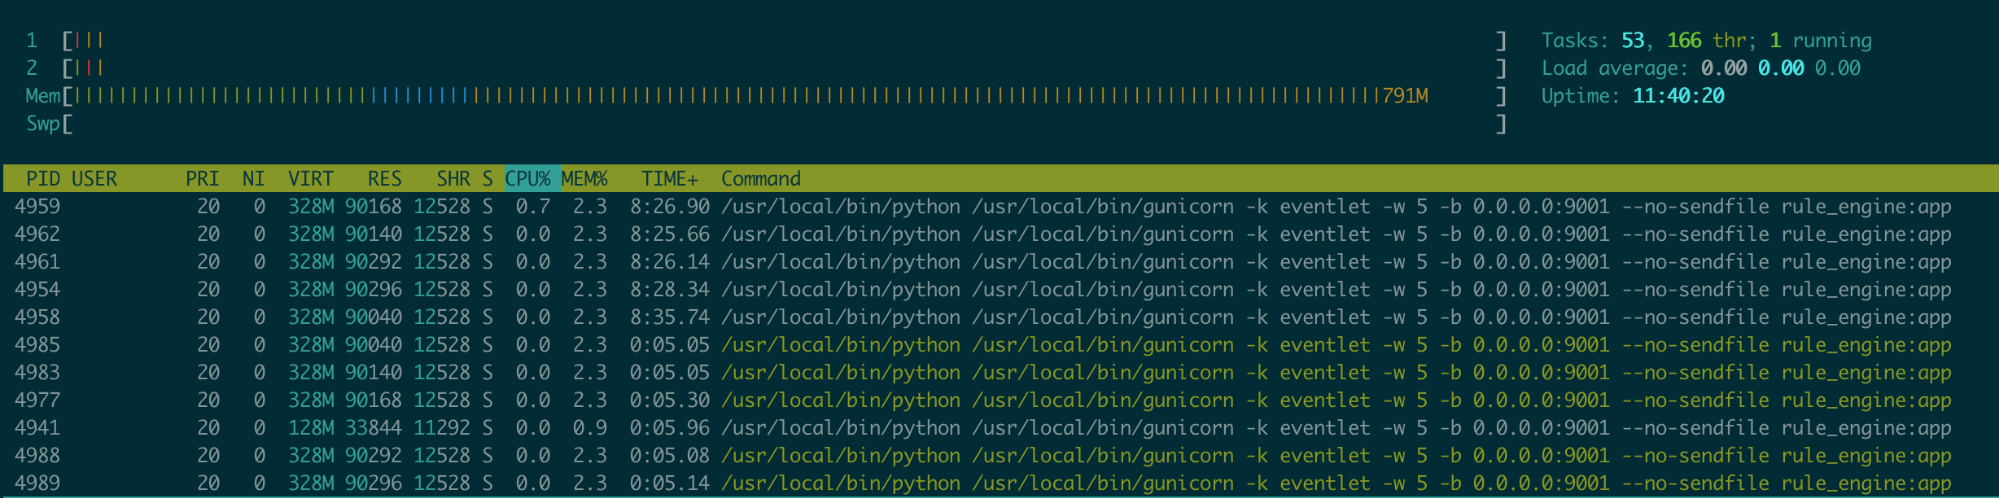 1 [||| ] Tasks: 53, 166 thr; 1 running
2 [||| ] Load average: 0.00 0.00 0.00
Mem[791M ] Uptime: 11:40:20
Swp[ ]
PID USER PRI NI VIRT RES SHR S CPU% MEM% TIME+ Command
4959 20 0 328M 90168 12528 S 0.7 2.3 8:26.90 /usr/local/bin/python /usr/local/bin/gunicorn -k eventlet -w 5 -b 0.0.0.0:9001 --no-sendfile rule_engine:app
4962 20 0 328M 90140 12528 S 0.0 2.3 8:25.66 /usr/local/bin/python /usr/local/bin/gunicorn -k eventlet -w 5 -b 0.0.0.0:9001 --no-sendfile rule_engine:app
4961 20 0 328M 90292 12528 S 0.0 2.3 8:26.14 /usr/local/bin/python /usr/local/bin/gunicorn -k eventlet -w 5 -b 0.0.0.0:9001 --no-sendfile rule_engine:app
4954 20 0 328M 90296 12528 S 0.0 2.3 8:28.34 /usr/local/bin/python /usr/local/bin/gunicorn -k eventlet -w 5 -b 0.0.0.0:9001 --no-sendfile rule_engine:app
4958 20 0 328M 90040 12528 S 0.0 2.3 8:35.74 /usr/local/bin/python /usr/local/bin/gunicorn -k eventlet -w 5 -b 0.0.0.0:9001 --no-sendfile rule_engine:app
4985 20 0 328M 90040 12528 S 0.0 2.3 0:05.05 /usr/local/bin/python /usr/local/bin/gunicorn -k eventlet -w 5 -b 0.0.0.0:9001 --no-sendfile rule_engine:app
4983 20 0 328M 90140 12528 S 0.0 2.3 0:05.05 /usr/local/bin/python /usr/local/bin/gunicorn -k eventlet -w 5 -b 0.0.0.0:9001 --no-sendfile rule_engine:app
4977 20 0 328M 90168 12528 S 0.0 2.3 0:05.30 /usr/local/bin/python /usr/local/bin/gunicorn -k eventlet -w 5 -b 0.0.0.0:9001 --no-sendfile rule_engine:app
4941 20 0 128M 33844 11292 S 0.0 0.9 0:05.96 /usr/local/bin/python /usr/local/bin/gunicorn -k eventlet -w 5 -b 0.0.0.0:9001 --no-sendfile rule_engine:app
4988 20 0 328M 90292 12528 S 0.0 2.3 0:05.08 /usr/local/bin/python /usr/local/bin/gunicorn -k eventlet -w 5 -b 0.0.0.0:9001 --no-sendfile rule_engine:app
4989 20 0 328M 90296 12528 S 0.0 2.3 0:05.14 /usr/local/bin/python /usr/local/bin/gunicorn -k eventlet -w 5 -b 0.0.0.0:9001 --no-sendfile rule_engine:app